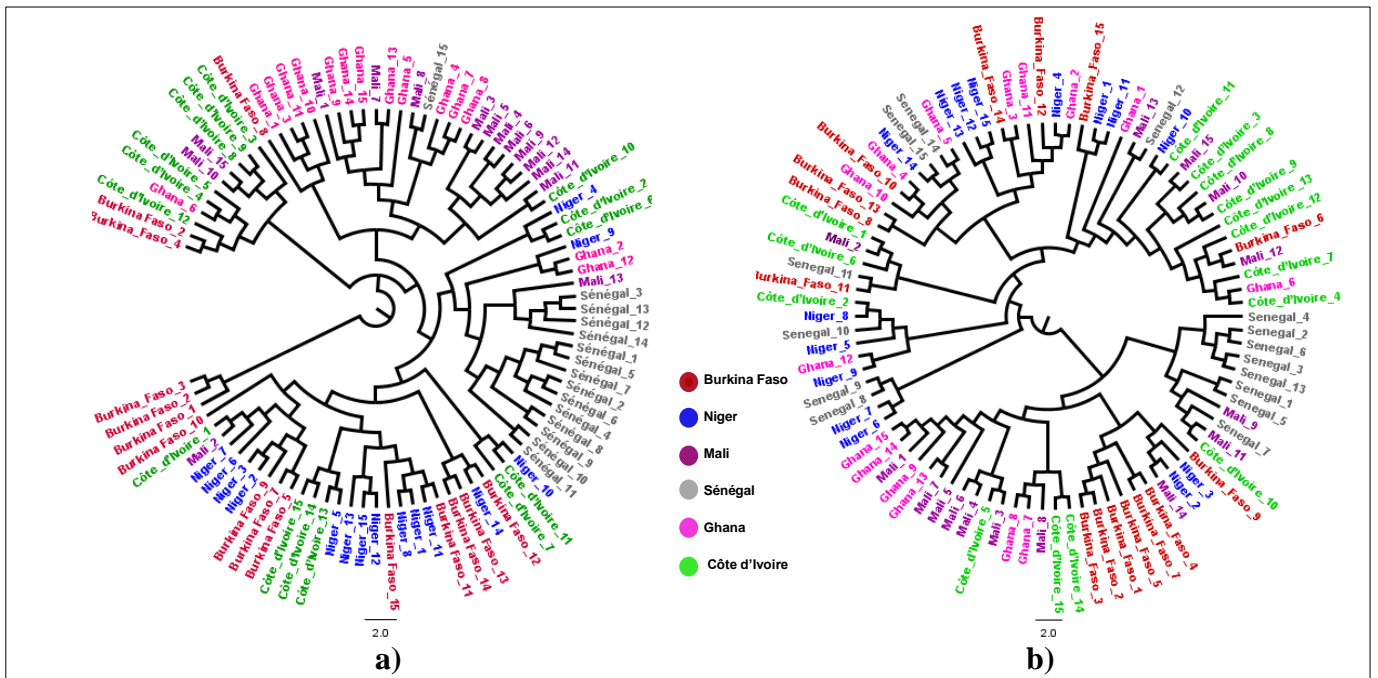 Burkina_Faso_4
Burkina Faso_2
Côte_d'Ivoire_12
Ghana_6
Côte_d'Ivoire_4
Côte_d'Ivoire_5
Mali_10
Mali_15
Côte_d'Ivoire_8
Côte_d'Ivoire_9
Côte_d'Ivoire_3
Burkina_Faso_8
Ghana_1
Ghana_3
Ghana_11
Ghana_10
Mali_1
Ghana_9
Ghana_14
Ghana_15
Mali_7
Ghana_13
Ghana_5
Mali_8
Sénégal_15
Ghana_4
Ghana_7
Ghana_8
Mali_3
Mali_5
Mali_4
Mali_6
Mali_9
Mali_12
Mali_14
Mali_11
Côte_d'Ivoire_10
Niger_4
Côte_d'Ivoire_2
Côte_d'Ivoire_6
Niger_9
Ghana_2
Ghana_12
Mali_13
Sénégal_3
Sénégal_13
Sénégal_12
Sénégal_14
Sénégal_1
Sénégal_5
Sénégal_7
Sénégal_2
Sénégal_6
Sénégal_4
Sénégal_8
Sénégal_9
Sénégal_10
Sénégal_11
Niger_10
Côte_d'Ivoire_11
Côte_d'Ivoire_7
Burkina_Faso_12
Niger_14
Burkina_Faso_13
Burkina_Faso_14
Burkina_Faso_11
Niger_11
Niger_1
Niger_8
Burkina_Faso_15
Niger_12
Niger_15
Niger_13
Niger_5
Côte_d'Ivoire_13
Côte_d'Ivoire_14
Côte_d'Ivoire_15
Burkina_Faso_5
Burkina_Faso_7
Niger_2
Niger_3
Niger_6
Niger_7
Mali_2
Côte_d'Ivoire_1
Burkina_Faso_10
Burkina_Faso_1
Burkina_Faso_2
Burkina_Faso_3
2.0
a)
Burkina Faso
Niger
Mali
Sénégal
Ghana
Côte d'Ivoire
Niger_6
Niger_7
Senegal_8
Senegal_9
Niger_9
Ghana_12
Niger_5
Senegal_10
Niger_8
Côte_d'Ivoire_2
Burkina_Faso_11
Senegal_11
Côte_d'Ivoire_6
Mali_2
Côte_d'Ivoire_1
Burkina_Faso_8
Burkina_Faso_13
Ghana_10
Ghana_4
Burkina_Faso_10
Niger_14
Senegal_15
Senegal_14
Ghana_5
Niger_13
Niger_12
Niger_15
Burkina_Faso_14
Ghana_3
Ghana_11
Burkina_Faso_12
Niger_4
Ghana_2
Burkina_Faso_15
Niger_1
Niger_11
Ghana_1
Mali_13
Senegal_12
Niger_10
Côte_d'Ivoire_11
Mali_15
Côte_d'Ivoire_3
Côte_d'Ivoire_8
Mali_10
Côte_d'Ivoire_9
Côte_d'Ivoire_13
Côte_d'Ivoire_12
Burkina_Faso_6
Mali_12
Côte_d'Ivoire_7
Ghana_6
Côte_d'Ivoire_4
Senegal_4
Senegal_2
Senegal_6
Senegal_3
Senegal_13
Senegal_1
Senegal_5
Mali_9
Senegal_7
Mali_11
Côte_d'Ivoire_10
Burkina_Faso_9
Niger_3
Niger_2
Mali_14
Burkina_Faso_4
Burkina_Faso_7
Burkina_Faso_5
Burkina_Faso_1
Burkina_Faso_2
Burkina_Faso_3
Côte_d'Ivoire_14
Côte_d'Ivoire_15
Mali_8
Ghana_7
Ghana_8
Mali_3
Côte_d'Ivoire_5
Mali_4
Mali_6
Mali_5
Mali_7
Ghana_13
Ghana_9
Mali_1
Ghana_14
Ghana_15
2.0
b)